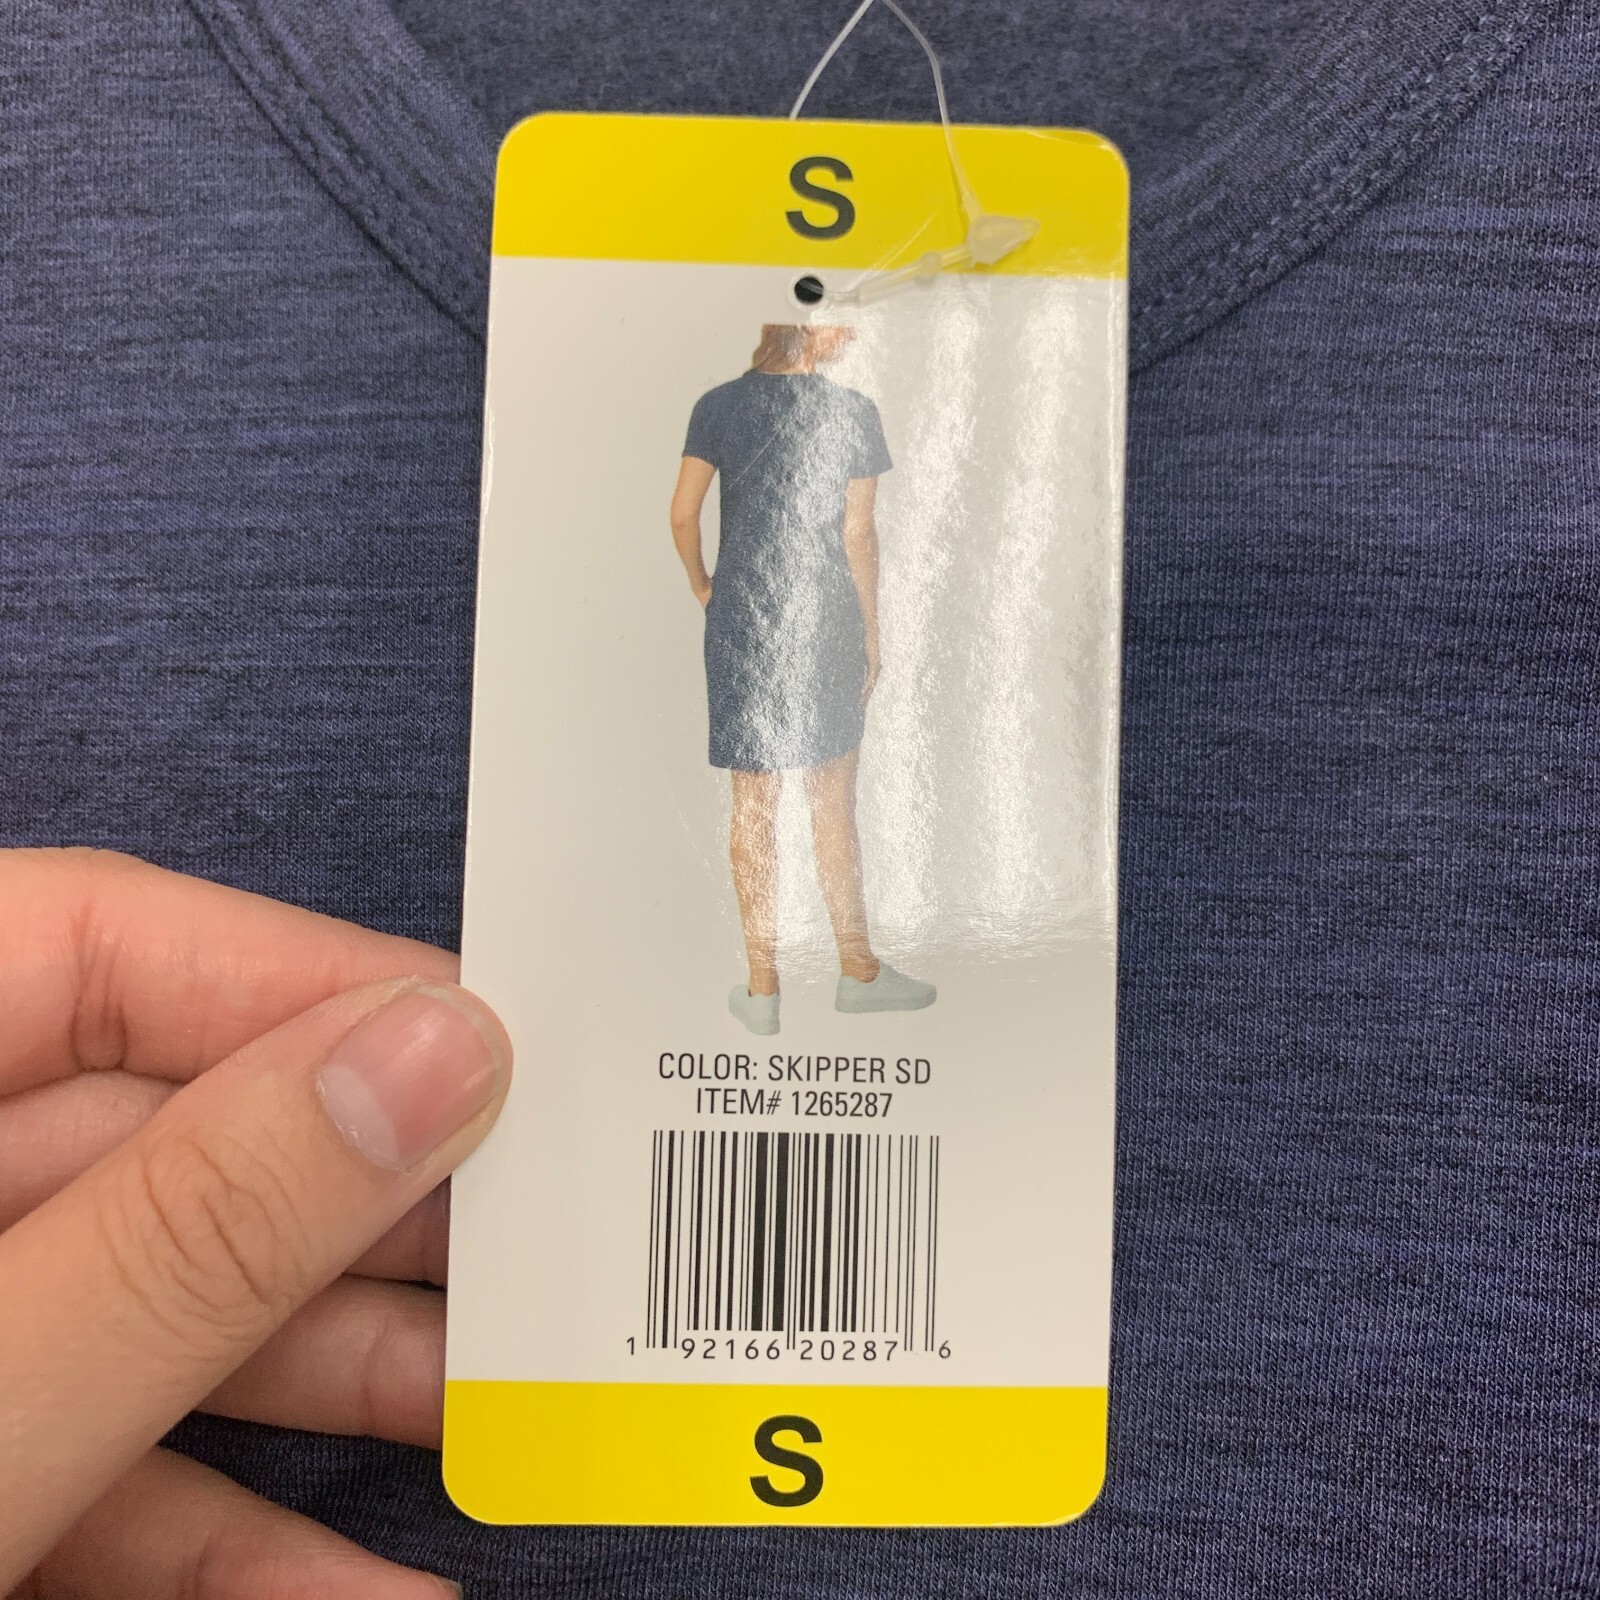 S
COLOR: SKIPPER SD
ITEM# 1265287
1 92166 20287 6
S